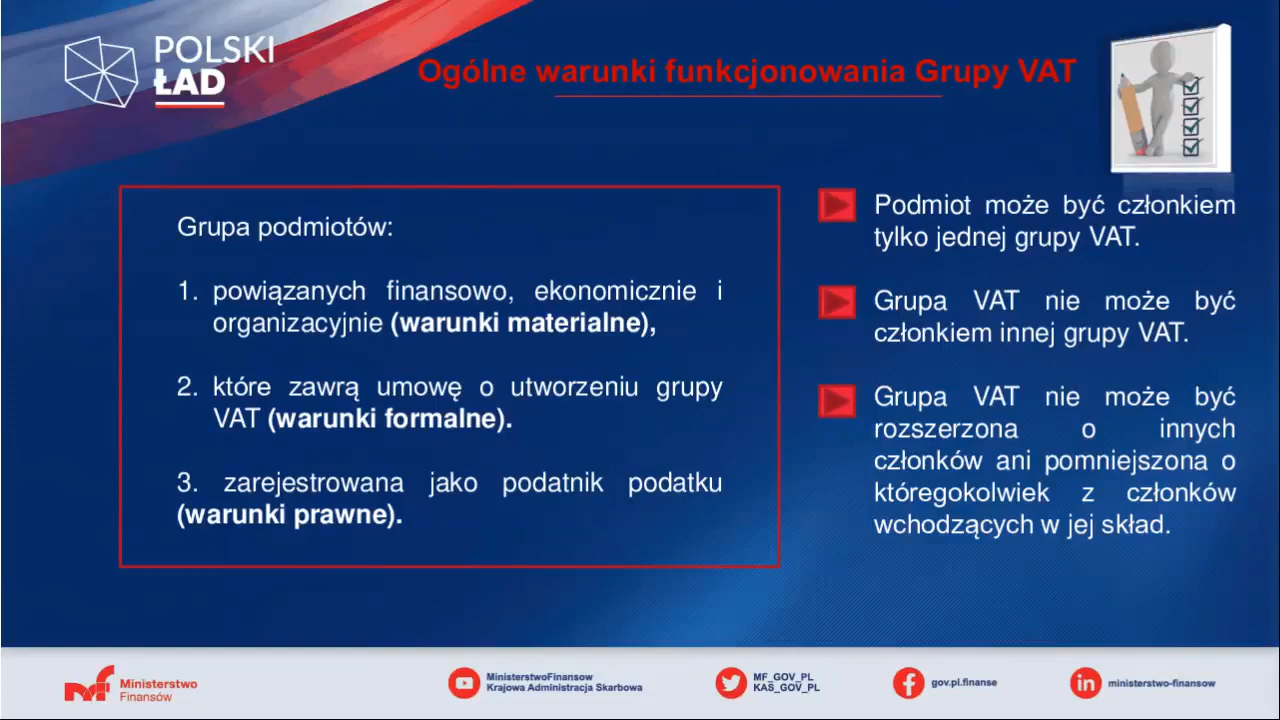 POLSKI
ŁAD
Ogólne warunki funkcjonowania Grupy VAT
Grupa podmiotów:
1. powiązanych finansowo, ekonomicznie i
organizacyjnie (warunki materialne),
2. które zawrą umowę o utworzeniu grupy
VAT (warunki formalne).
3. zarejestrowana jako podatnik podatku
(warunki prawne).
Podmiot może być członkiem
tylko jednej grupy VAT.
Grupa VAT nie może być
członkiem innej grupy VAT.
Grupa VAT nie może być
rozszerzona o innych
członków ani pomniejszona o
któregokolwiek z członków
wchodzących w jej skład.
Ministerstwo
Finansów
MinisterstwoFinansow
Krajowa Administracja Skarbowa
MF_GOV_PL
KAS_GOV_PL
gov.pl.finanse
ministerstwo-finansow